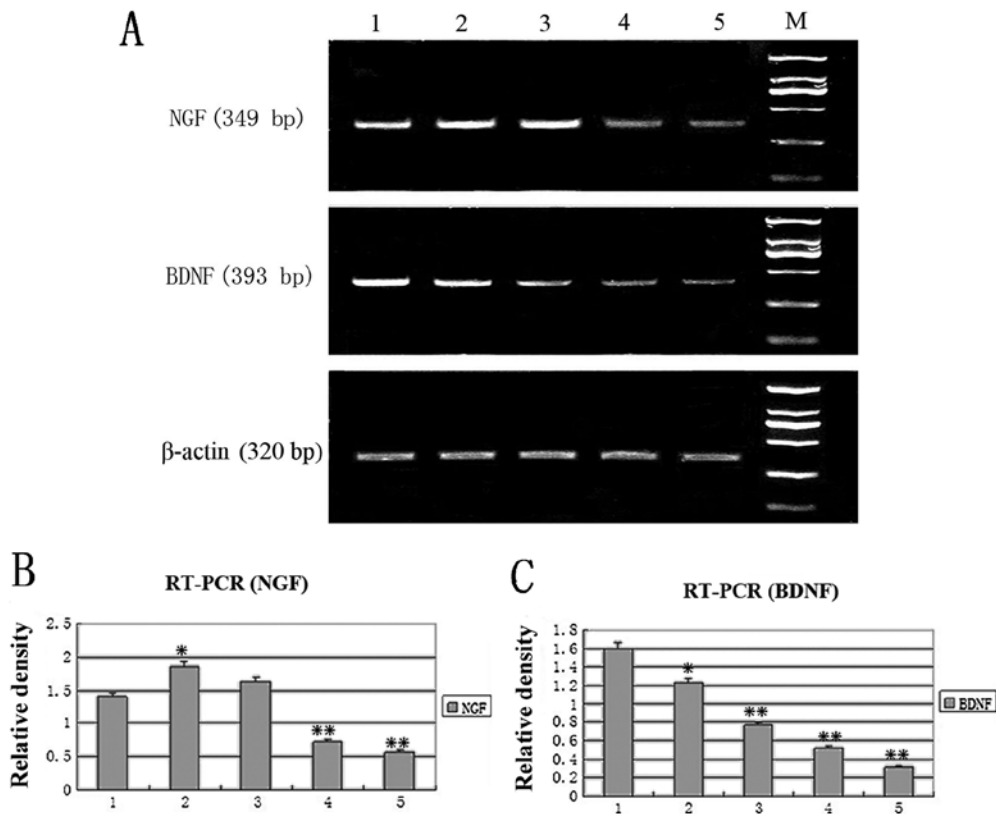 A
1 2 3 4 5 M
NGF (349 bp)
BDNF (393 bp)
β-actin (320 bp)
B
RT-PCR (NGF)
Relative density
2.5
2
1.5
1
0.5
0
*
**
**
1 2 3 4 5
NGF
C
RT-PCR (BDNF)
Relative density
1.8
1.6
1.4
1.2
1
0.8
0.6
0.4
0.2
0
*
**
**
**
1 2 3 4 5
BDNF